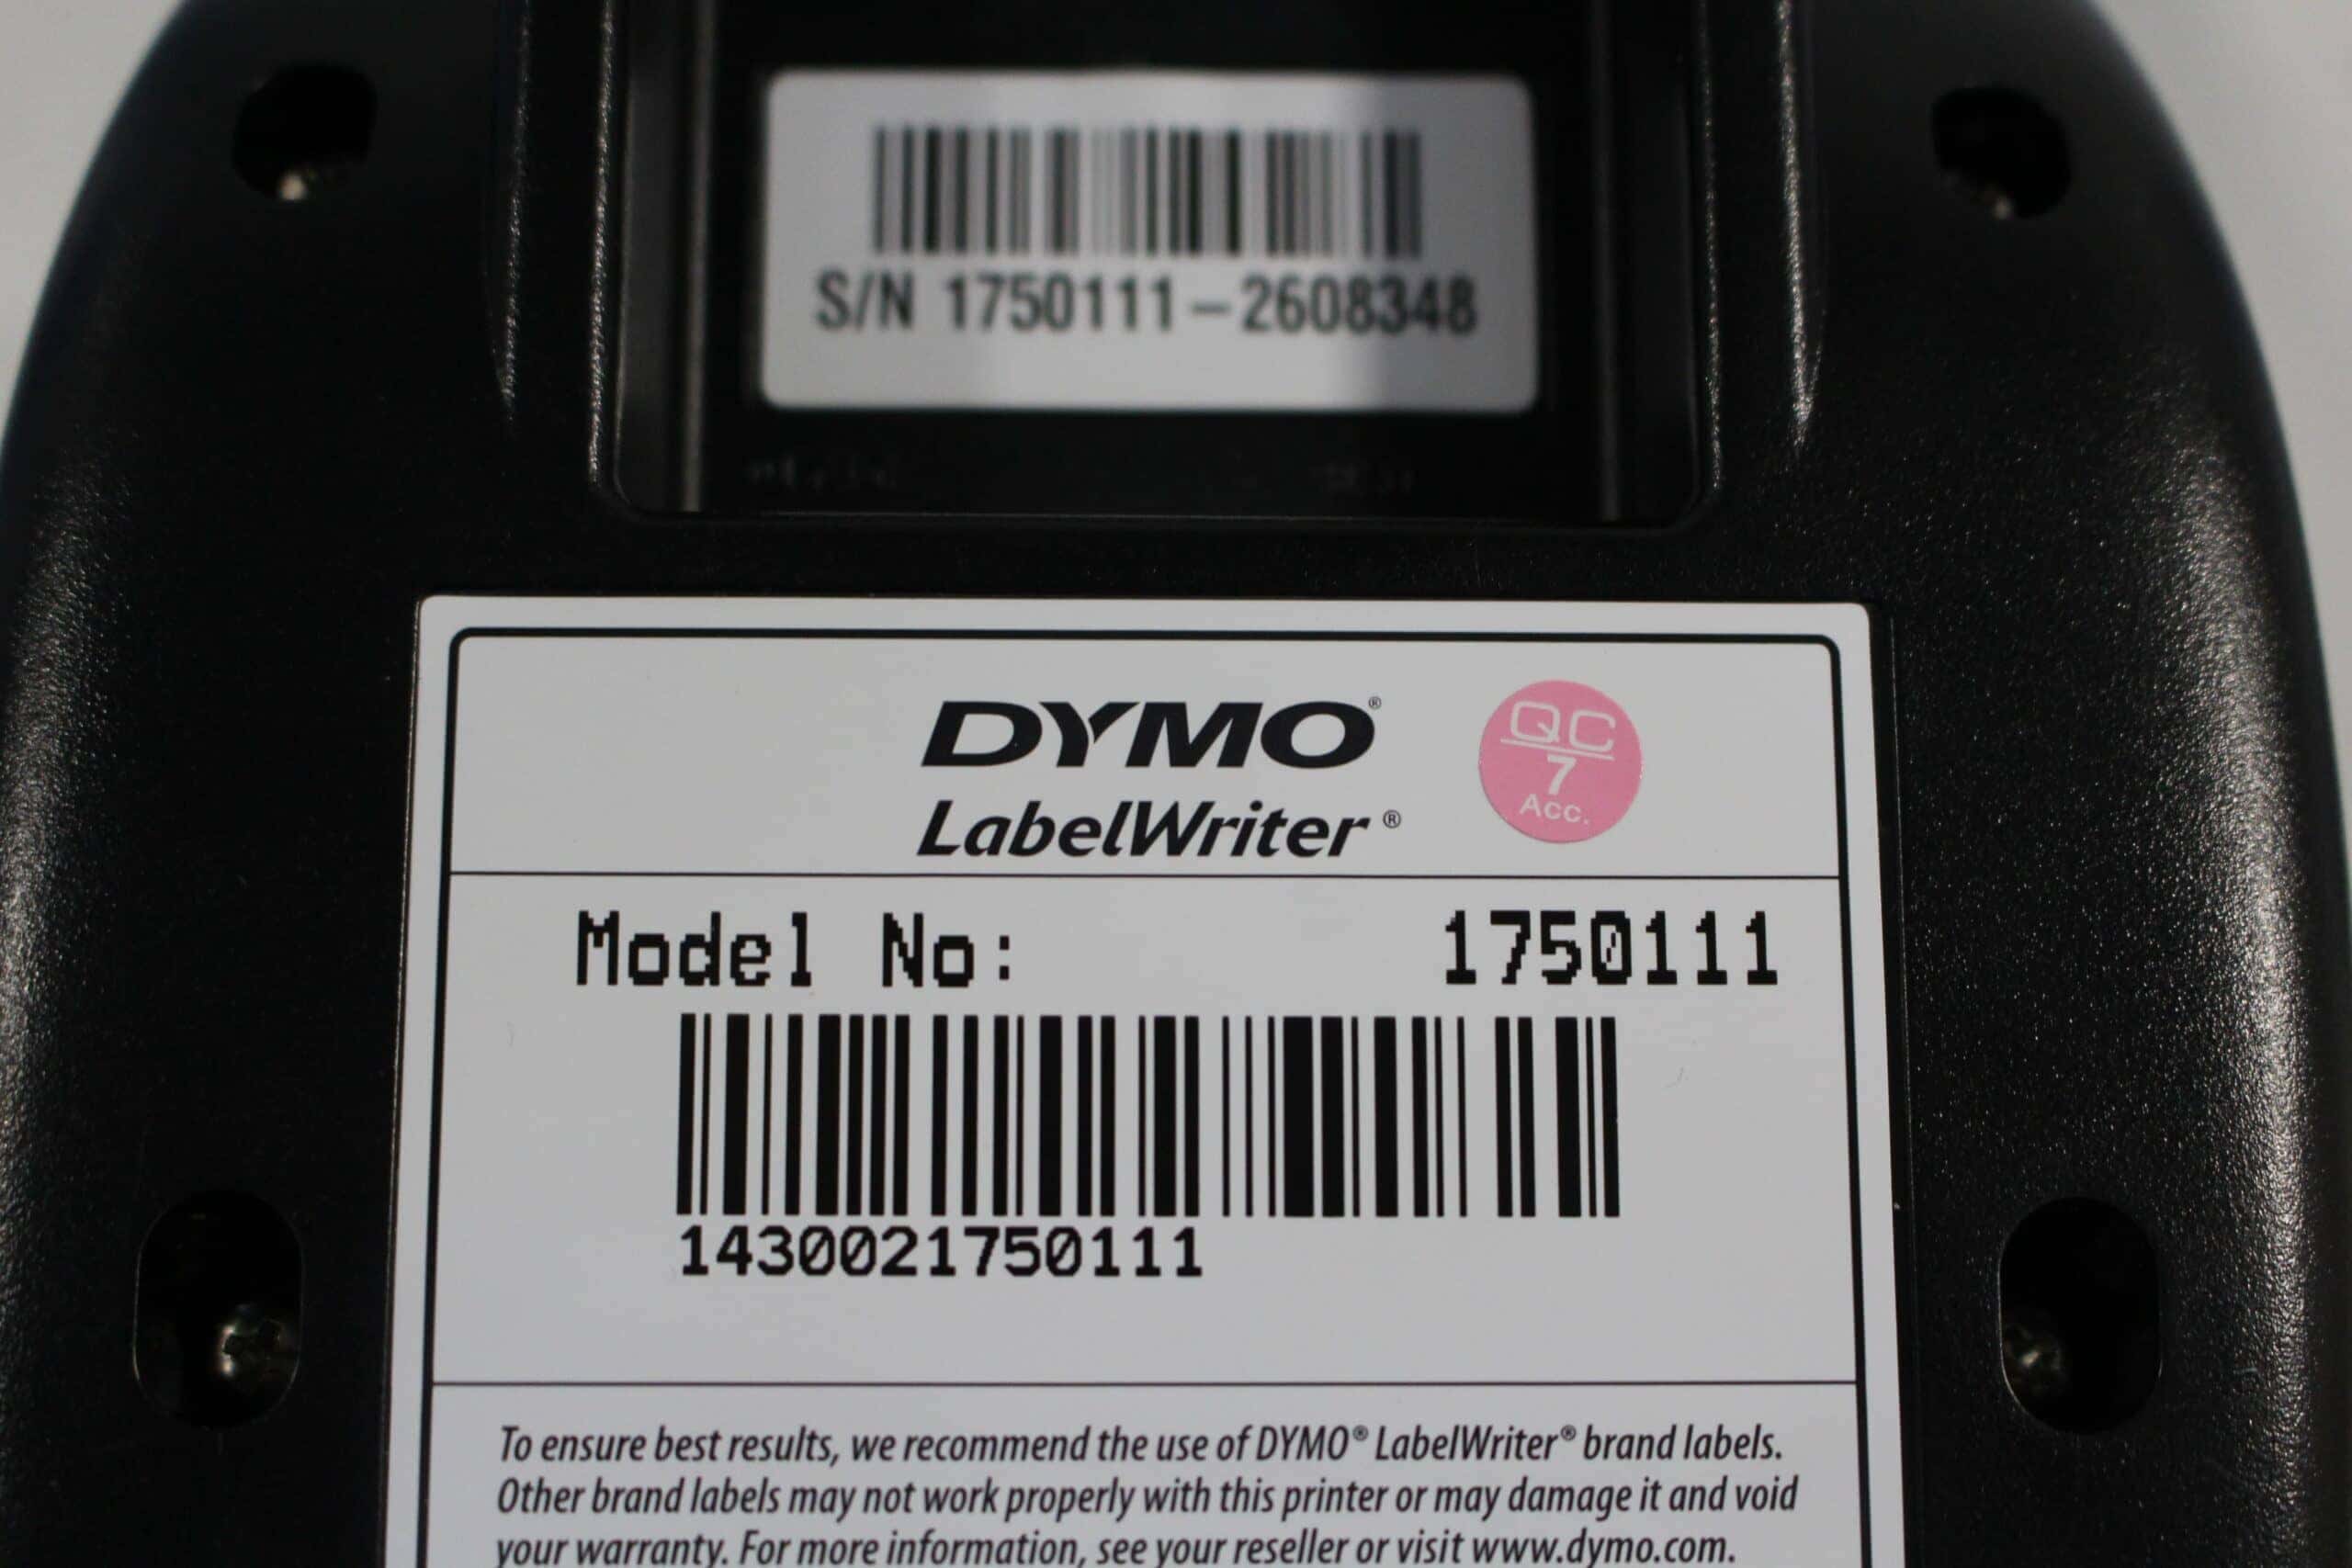 S/N 1750111-2608348
DYMO®
LabelWriter®
QC
7
Acc.
Model No: 1750111
1430021750111
To ensure best results, we recommend the use of DYMO® LabelWriter® brand labels.
Other brand labels may not work properly with this printer or may damage it and void
your warranty. For more information, see your reseller or visit www.dymo.com.